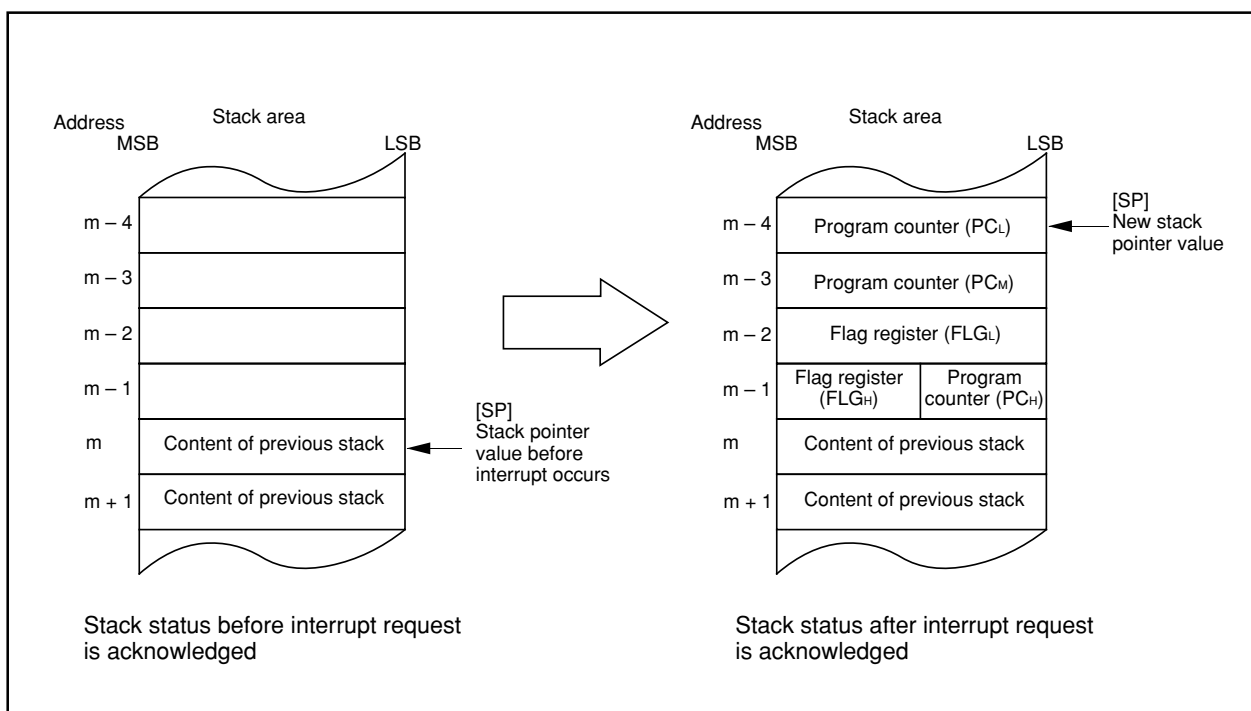 Address
MSB
Stack area
LSB
m – 4
m – 3
m – 2
m – 1
m
Content of previous stack
m + 1
Content of previous stack
[SP]
Stack pointer
value before
interrupt occurs
Stack status before interrupt request
is acknowledged
Address
MSB
Stack area
LSB
m – 4
Program counter (PCL)
m – 3
Program counter (PCM)
m – 2
Flag register (FLGL)
m – 1
Flag register
(FLGH)
Program
counter (PCH)
m
Content of previous stack
m + 1
Content of previous stack
[SP]
New stack
pointer value
Stack status after interrupt request
is acknowledged